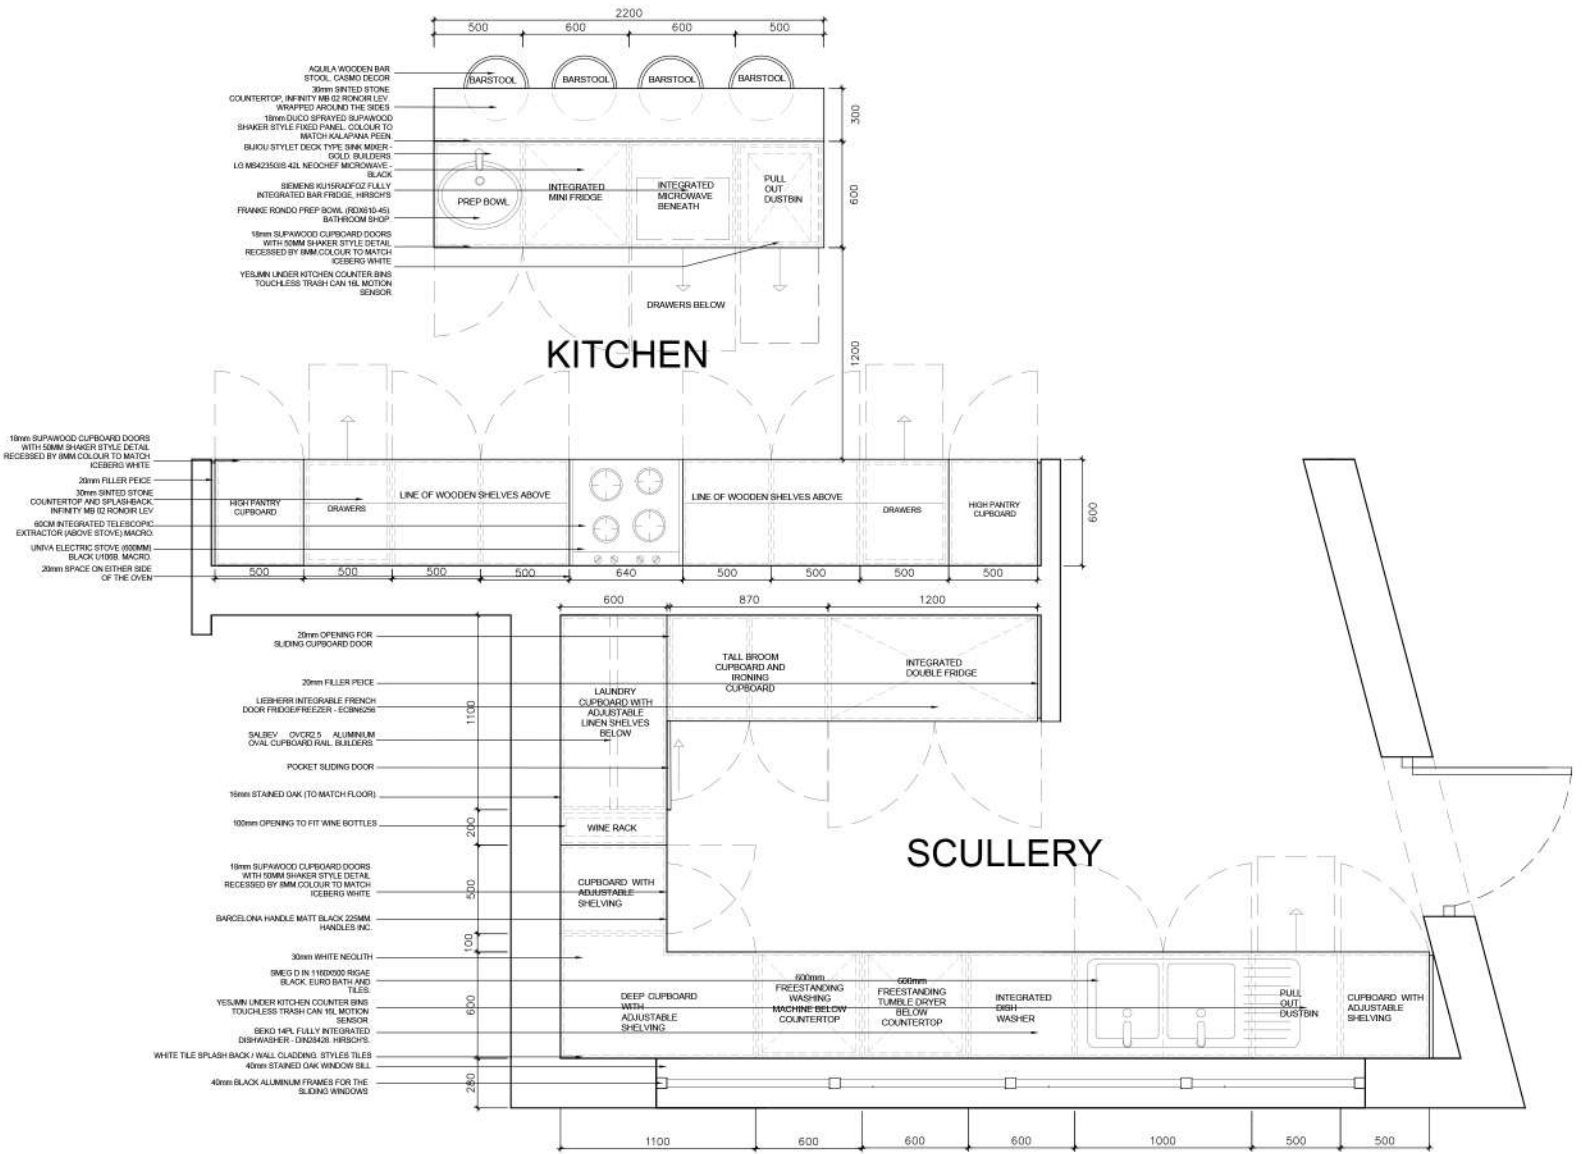 2200
500 600 600 500
BARSTOOL BARSTOOL BARSTOOL BARSTOOL
AQUILA WOODEN BAR
STOOL. CASMO DECOR
30mm SINTED STONE
COUNTERTOP, INFINITY MB 02 RONOIR LEV.
WRAPPED AROUND THE SIDES
18mm DUCO SPRAYED SUPAWOOD
SHAKER STYLE FIXED PANEL. COLOUR TO
MATCH KALAPANA PEEN.
BIJIOU STYLET DECK TYPE SINK MIXER -
GOLD. BUILDERS.
LG MS4235GIS 42L NEOCHEF MICROWAVE -
BLACK
SIEMENS KU15RADFOZ FULLY
INTEGRATED BAR FRIDGE, HIRSCH'S
FRANKE RONDO PREP BOWL (RDX610-45)
BATHROOM SHOP
18mm SUPAWOOD CUPBOARD DOORS
WITH 50MM SHAKER STYLE DETAIL
RECESSED BY 8MM.COLOUR TO MATCH
ICEBERG WHITE
YESJMN UNDER KITCHEN COUNTER BINS
TOUCHLESS TRASH CAN 16L MOTION
SENSOR
PREP BOWL
INTEGRATED
MINI FRIDGE
INTEGRATED
MICROWAVE
BENEATH
PULL
OUT
DUSTBIN
300
600
1200
DRAWERS BELOW
KITCHEN
18mm SUPAWOOD CUPBOARD DOORS
WITH 50MM SHAKER STYLE DETAIL
RECESSED BY 8MM.COLOUR TO MATCH
ICEBERG WHITE
20mm FILLER PEICE
30mm SINTED STONE
COUNTERTOP AND SPLASHBACK
INFINITY MB 02 RONOIR LEV
60CM INTEGRATED TELESCOPIC
EXTRACTOR (ABOVE STOVE) MACRO.
UNIVA ELECTRIC STOVE (600MM)
BLACK U106B. MACRO.
20mm SPACE ON EITHER SIDE
OF THE OVEN
HIGH PANTRY
CUPBOARD
DRAWERS
LINE OF WOODEN SHELVES ABOVE
LINE OF WOODEN SHELVES ABOVE
DRAWERS
HIGH PANTRY
CUPBOARD
600
500 500 500 500 640 500 500 500 500
600 870 1200
20mm OPENING FOR
SLIDING CUPBOARD DOOR
20mm FILLER PEICE
LIEBHERR INTEGRABLE FRENCH
DOOR FRIDGE/FREEZER - ECBN6256
SALBEV OVCR2.5 ALUMINIUM
OVAL CUPBOARD RAIL. BUILDERS
POCKET SLIDING DOOR
16mm STAINED OAK (TO MATCH FLOOR)
100mm OPENING TO FIT WINE BOTTLES
18mm SUPAWOOD CUPBOARD DOORS
WITH 50MM SHAKER STYLE DETAIL
RECESSED BY 8MM.COLOUR TO MATCH
ICEBERG WHITE
BARCELONA HANDLE MATT BLACK 225MM.
HANDLES INC.
30mm WHITE NEOLITH
SMEG D IN 1160X500 RIGAE
BLACK. EURO BATH AND
TILES.
YESJMN UNDER KITCHEN COUNTER BINS
TOUCHLESS TRASH CAN 16L MOTION
SENSOR
BEKO 14PL FULLY INTEGRATED
DISHWASHER - DIN28428. HIRSCH'S.
WHITE TILE SPLASH BACK / WALL CLADDING. STYLES TILES
40mm STAINED OAK WINDOW SILL
40mm BLACK ALUMINUM FRAMES FOR THE
SLIDING WINDOWS
1100
200
500
100
600
280
LAUNDRY
CUPBOARD WITH
ADJUSTABLE
LINEN SHELVES
BELOW
TALL BROOM
CUPBOARD AND
IRONING
CUPBOARD
INTEGRATED
DOUBLE FRIDGE
WINE RACK
SCULLERY
CUPBOARD WITH
ADJUSTABLE
SHELVING
DEEP CUPBOARD
WITH
ADJUSTABLE
SHELVING
600mm
FREESTANDING
WASHING
MACHINE BELOW
COUNTERTOP
600mm
FREESTANDING
TUMBLE DRYER
BELOW
COUNTERTOP
INTEGRATED
DISH
WASHER
PULL
OUT
DUSTBIN
CUPBOARD WITH
ADJUSTABLE
SHELVING
1100 600 600 600 1000 500 500